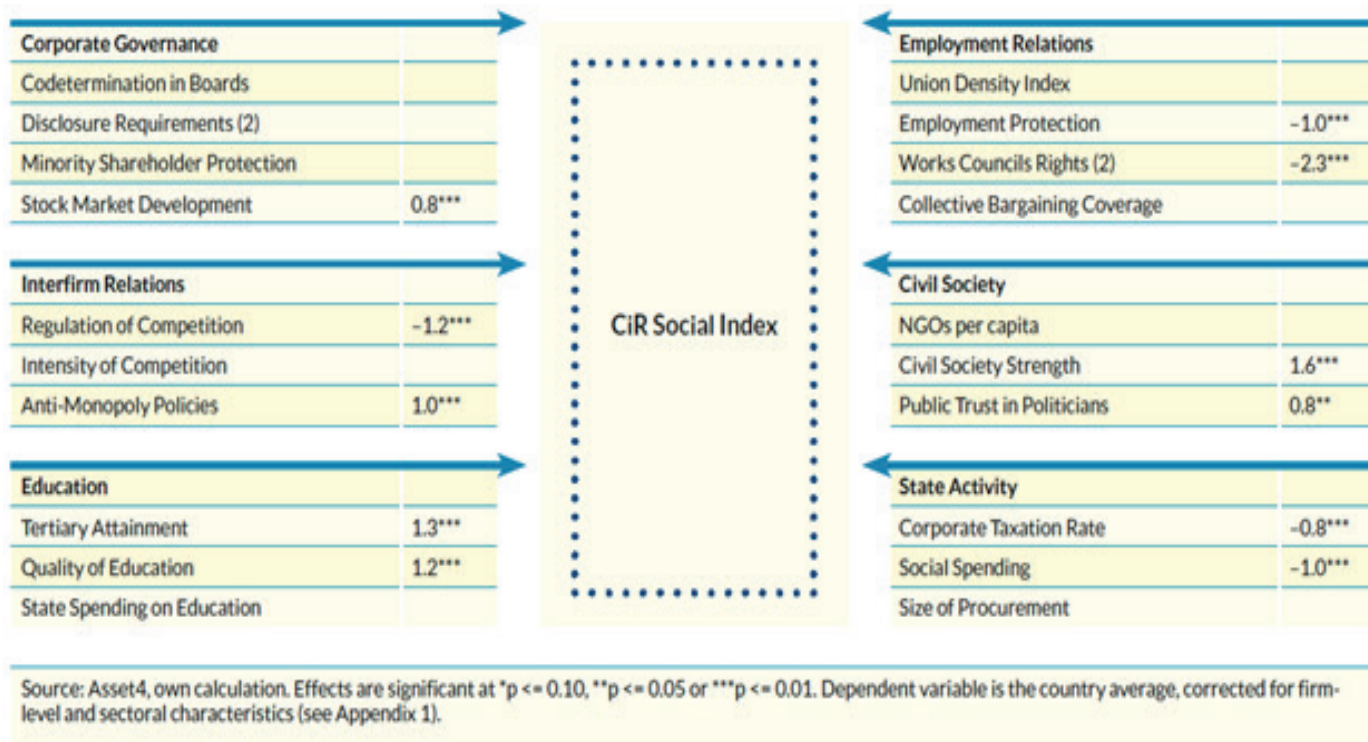 Corporate Governance
Codetermination in Boards
Disclosure Requirements (2)
Minority Shareholder Protection
Stock Market Development 0.8***
Interfirm Relations
Regulation of Competition –1.2***
Intensity of Competition
Anti-Monopoly Policies 1.0***
Education
Tertiary Attainment 1.3***
Quality of Education 1.2***
State Spending on Education
CiR Social Index
Employment Relations
Union Density Index
Employment Protection –1.0***
Works Councils Rights (2) –2.3***
Collective Bargaining Coverage
Civil Society
NGOs per capita
Civil Society Strength 1.6***
Public Trust in Politicians 0.8**
State Activity
Corporate Taxation Rate –0.8***
Social Spending –1.0***
Size of Procurement
Source: Asset4, own calculation. Effects are significant at *p <= 0.10, **p <= 0.05 or ***p <= 0.01. Dependent variable is the country average, corrected for firm-
level and sectoral characteristics (see Appendix 1).